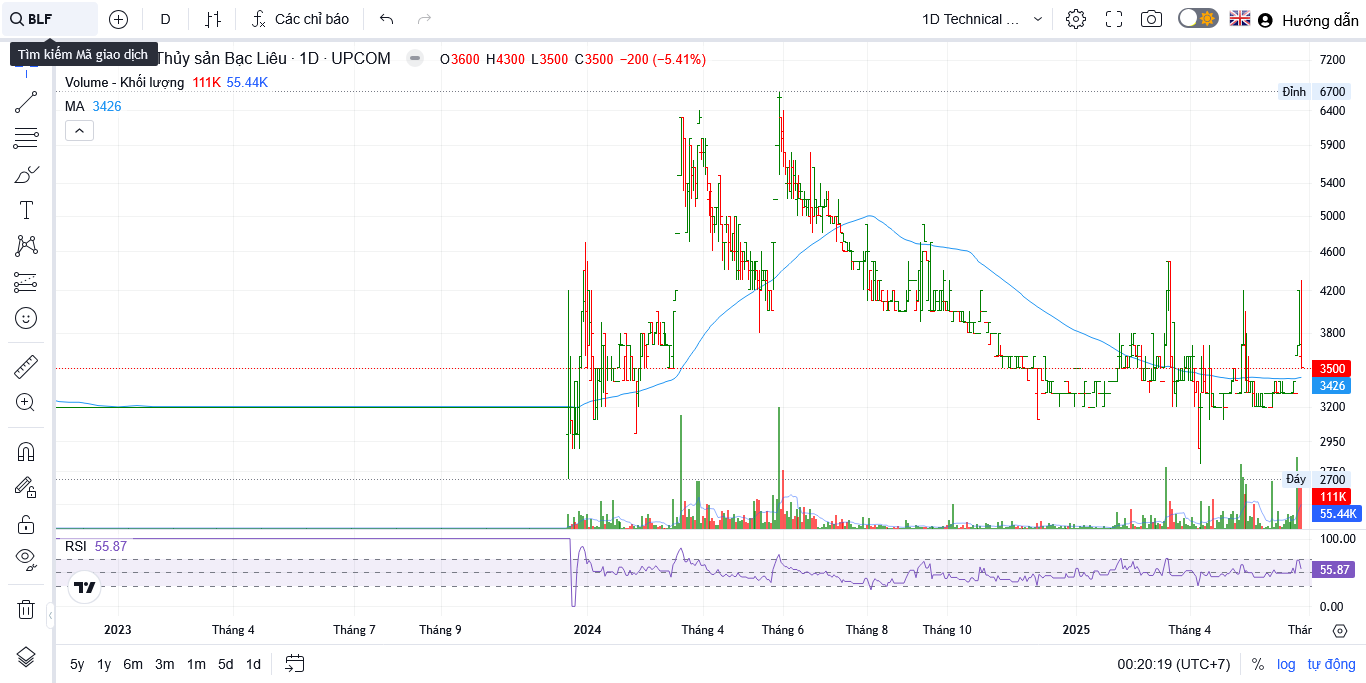 BLF D Các chỉ báo 1D Technical ... Hướng dẫn
Tìm kiếm Mã giao dịch
Thủy sản Bạc Liêu · 1D · UPCOM O3600 H4300 L3500 C3500 −200 (−5.41%)
Volume - Khối lượng 111K 55.44K
MA 3426
7200
Đỉnh 6700
6400
5900
5400
5000
4600
4200
3800
3500
3426
3200
2950
2750
Đáy 2700
111K
55.44K
RSI 55.87
100.00
55.87
0.00
2023 Tháng 4 Tháng 7 Tháng 9 2024 Tháng 4 Tháng 6 Tháng 8 Tháng 10 2025 Tháng 4 Thár
5y 1y 6m 3m 1m 5d 1d 00:20:19 (UTC+7) % log tự động